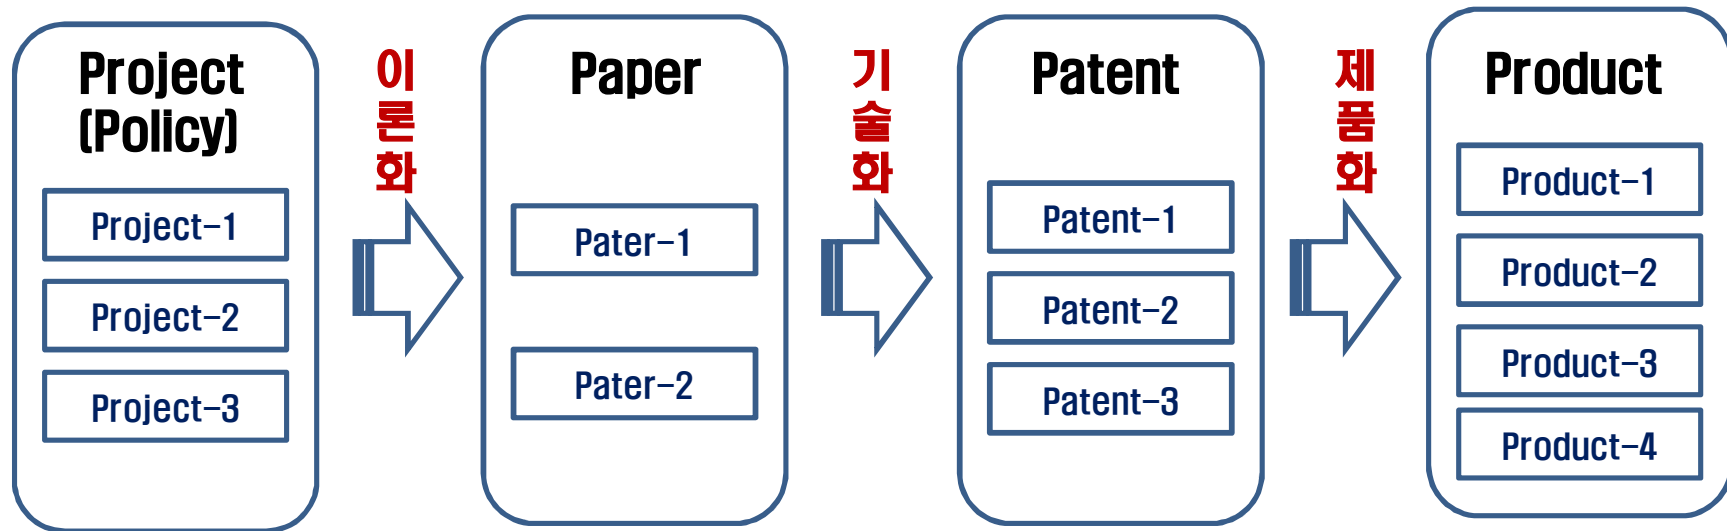 Project
(Policy)
Project-1
Project-2
Project-3
이
론
화
Paper
Pater-1
Pater-2
기
술
화
Patent
Patent-1
Patent-2
Patent-3
제
품
화
Product
Product-1
Product-2
Product-3
Product-4